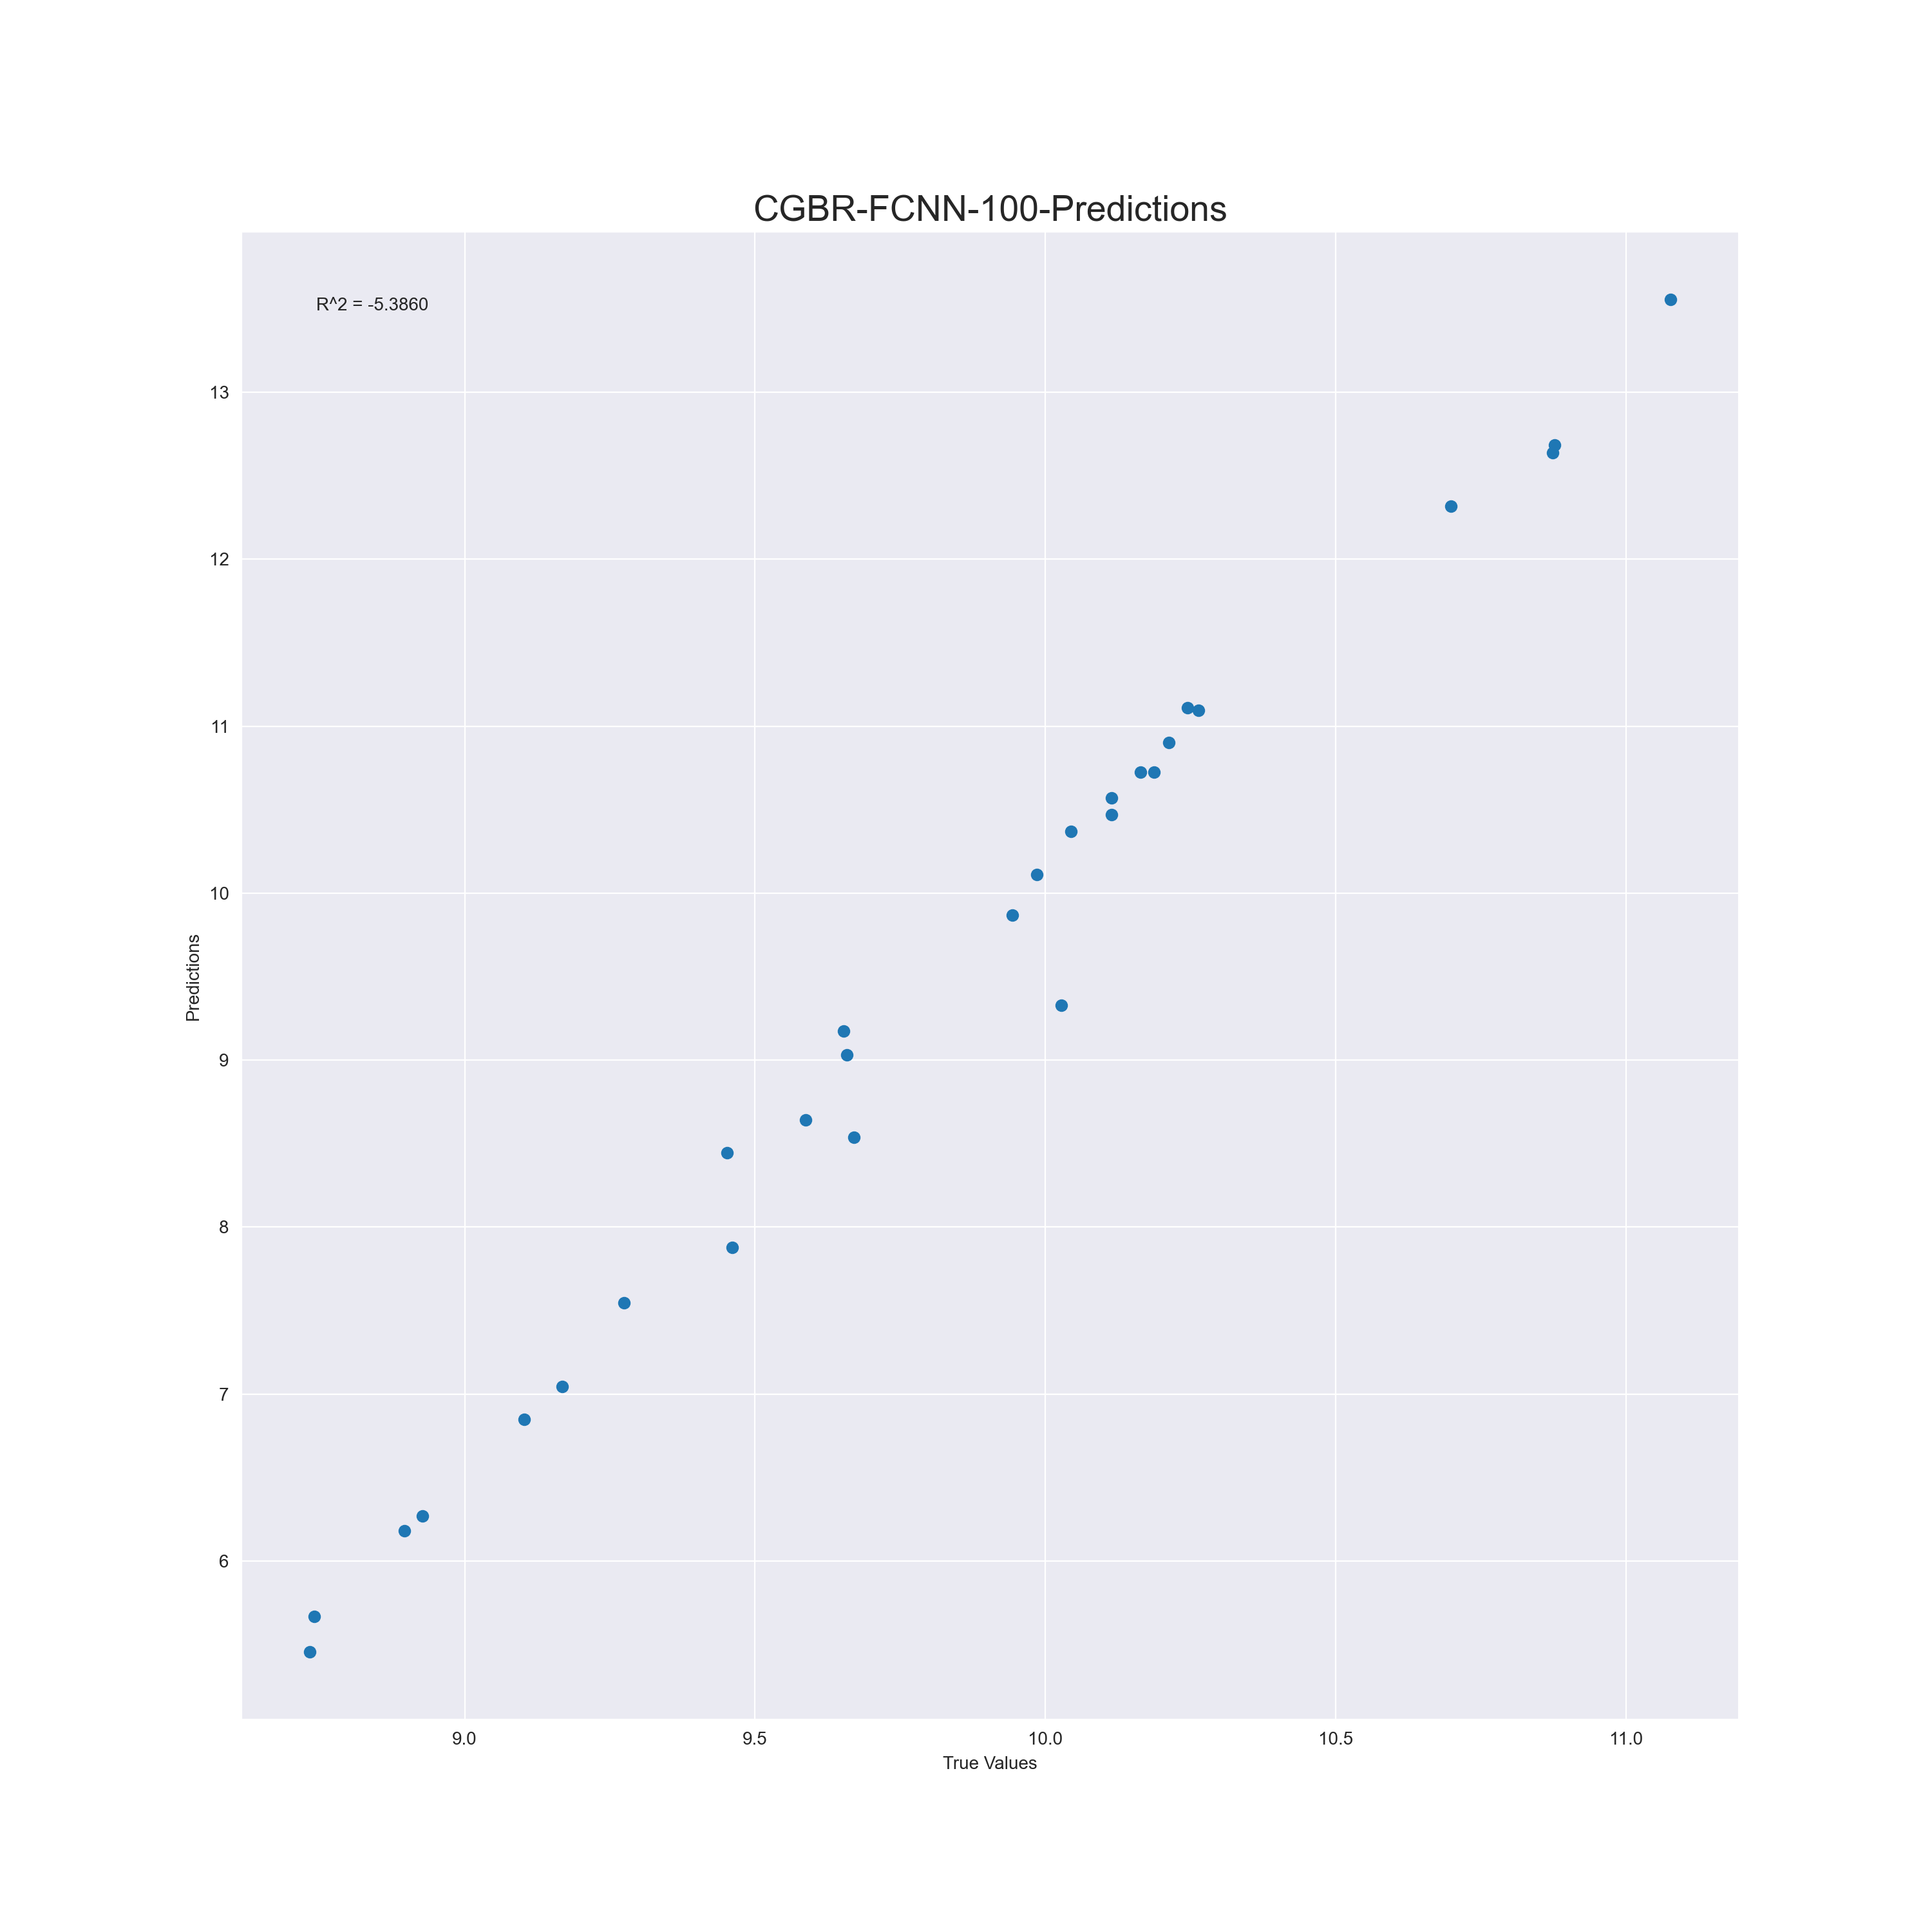 CGBR-FCNN-100-Predictions
R^2 = -5.3860
13
12
11
10
9
8
7
6
Predictions
9.0 9.5 10.0 10.5 11.0
True Values